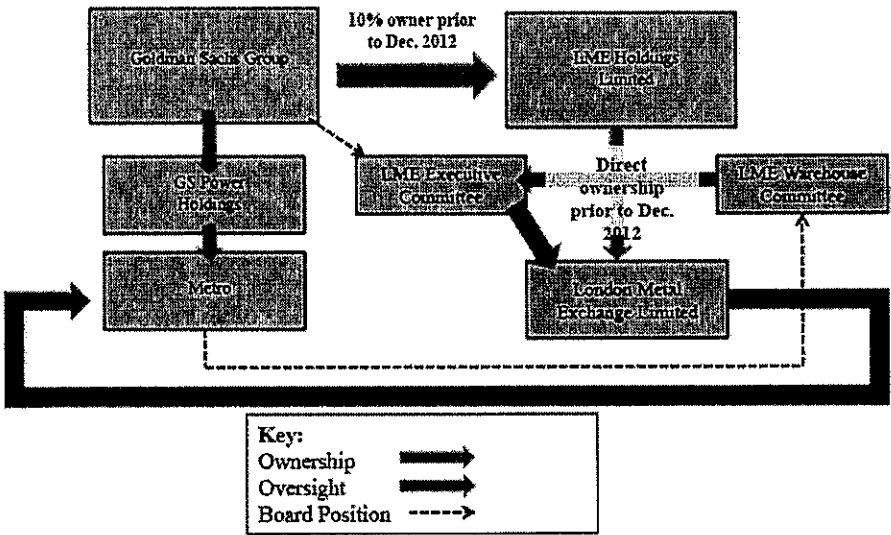 10% owner prior
to Dec. 2012
Goldman Sachs Group
LME Holdings
Limited
GS Power
Holdings
LME Executive
Committee
Direct
ownership
prior to Dec.
2012
LME Warehouse
Committee
Metro
London Metal
Exchange Limited
Key:
Ownership
Oversight
Board Position